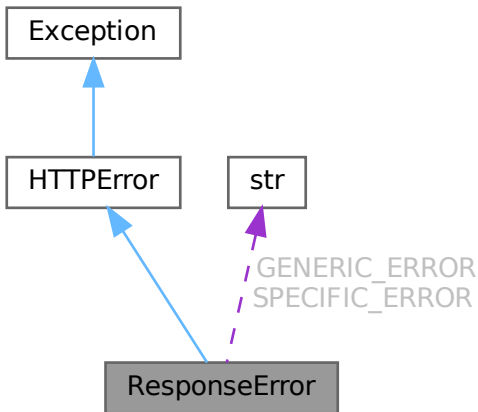 Exception
HTTPError
str
GENERIC_ERROR
SPECIFIC_ERROR
ResponseError